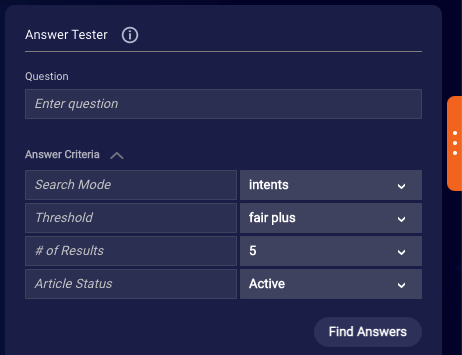 Answer Tester
Question
Enter question
Answer Criteria
Search Mode intents
Threshold fair plus
# of Results 5
Article Status Active
Find Answers